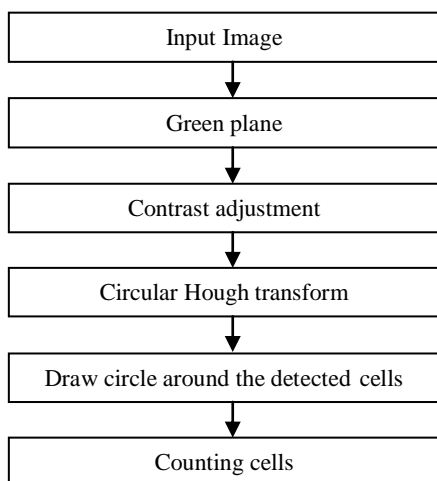 Input Image
Green plane
Contrast adjustment
Circular Hough transform
Draw circle around the detected cells
Counting cells